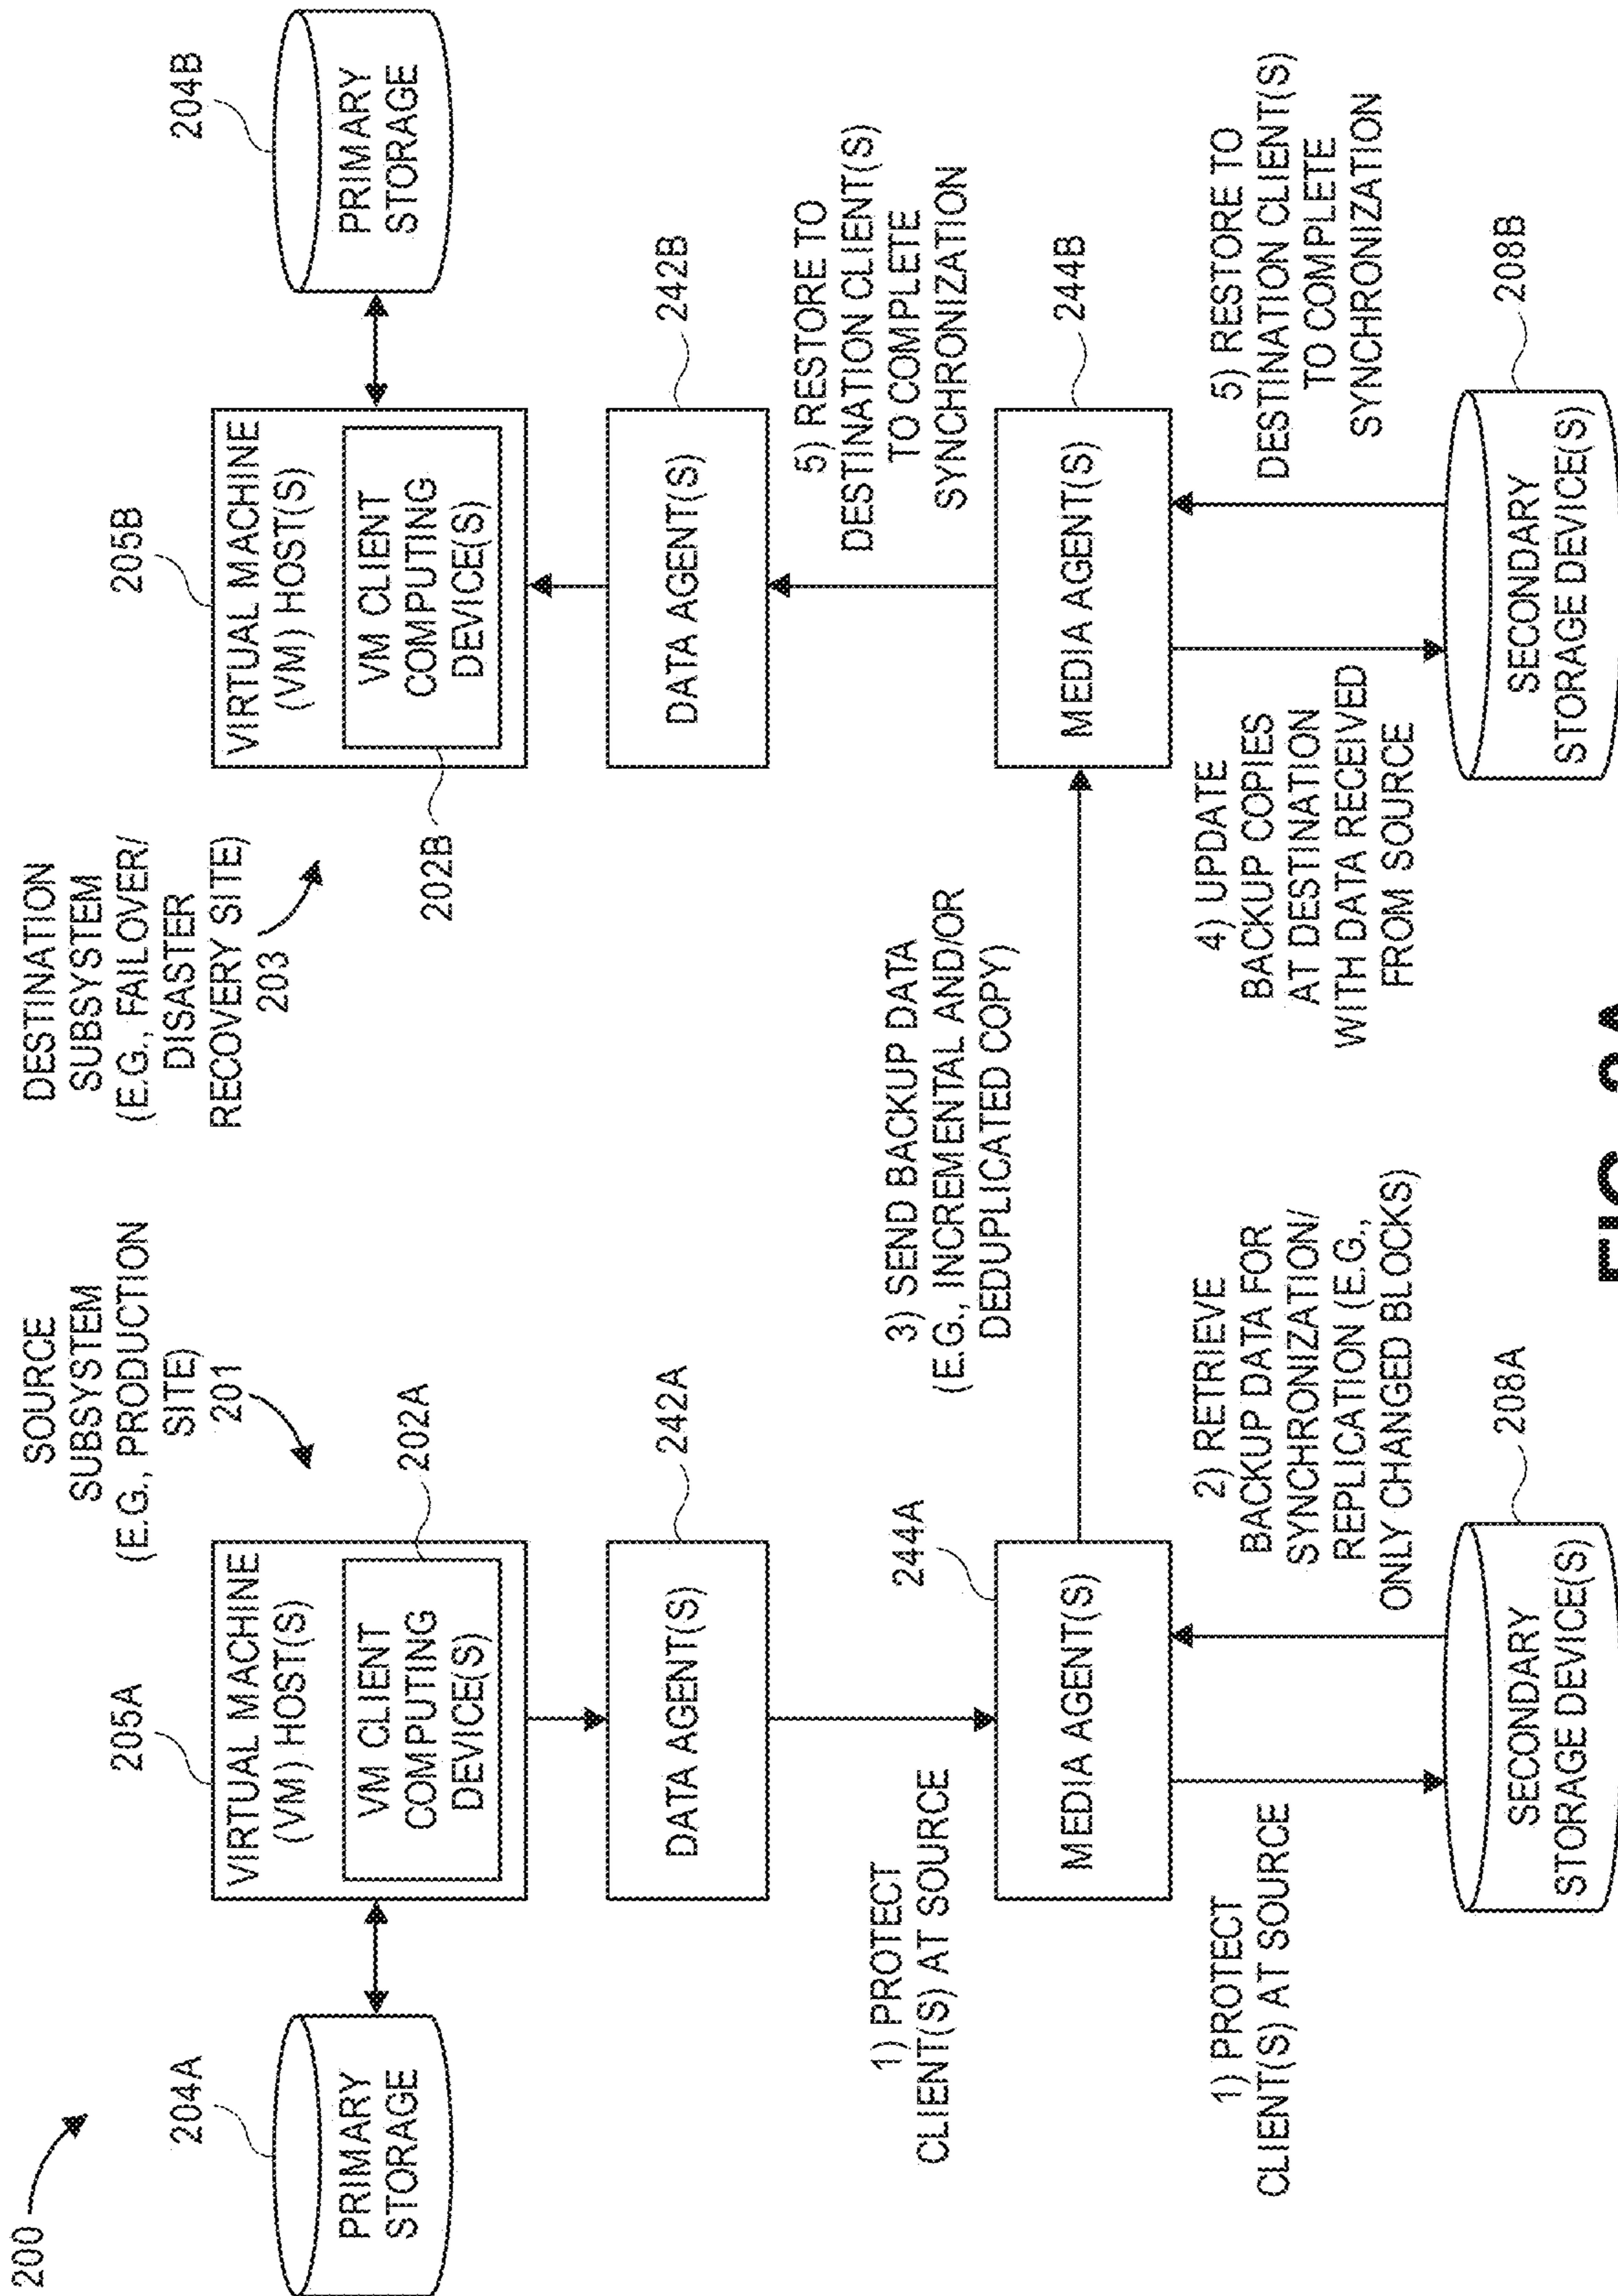 200
SOURCE
SUBSYSTEM
(E.G., PRODUCTION
SITE)
201
DESTINATION
SUBSYSTEM
(E.G., FAILOVER/
DISASTER
RECOVERY SITE)
203
204A
PRIMARY
STORAGE
205A
VIRTUAL MACHINE
(VM) HOST(S)
VM CLIENT
COMPUTING
DEVICE(S)
202A
205B
VIRTUAL MACHINE
(VM) HOST(S)
VM CLIENT
COMPUTING
DEVICE(S)
202B
204B
PRIMARY
STORAGE
DATA AGENT(S)
242A
DATA AGENT(S)
242B
1) PROTECT
CLIENT(S) AT SOURCE
3) SEND BACKUP DATA
(E.G., INCREMENTAL AND/OR
DEDUPLICATED COPY)
5) RESTORE TO
DESTINATION CLIENT(S)
TO COMPLETE
SYNCHRONIZATION
MEDIA AGENT(S)
244A
MEDIA AGENT(S)
244B
1) PROTECT
CLIENT(S) AT SOURCE
2) RETRIEVE
BACKUP DATA FOR
SYNCHRONIZATION/
REPLICATION (E.G.,
ONLY CHANGED BLOCKS)
4) UPDATE
BACKUP COPIES
AT DESTINATION
WITH DATA RECEIVED
FROM SOURCE
5) RESTORE TO
DESTINATION CLIENT(S)
TO COMPLETE
SYNCHRONIZATION
SECONDARY
STORAGE DEVICE(S)
208A
SECONDARY
STORAGE DEVICE(S)
208B